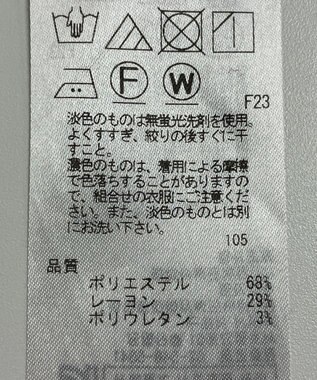 F W
F23
淡色のものは無蛍光洗剤を使用。
よくすすぎ、絞りの後すぐに干
すこと。
濃色のものは、着用による摩擦
で色落ちすることがありますの
で、組合せの衣服にご注意くだ
さい。また、淡色のものとは別
にお洗い下さい。
105
品質
ポリエステル 68%
レーヨン 29%
ポリウレタン 3%